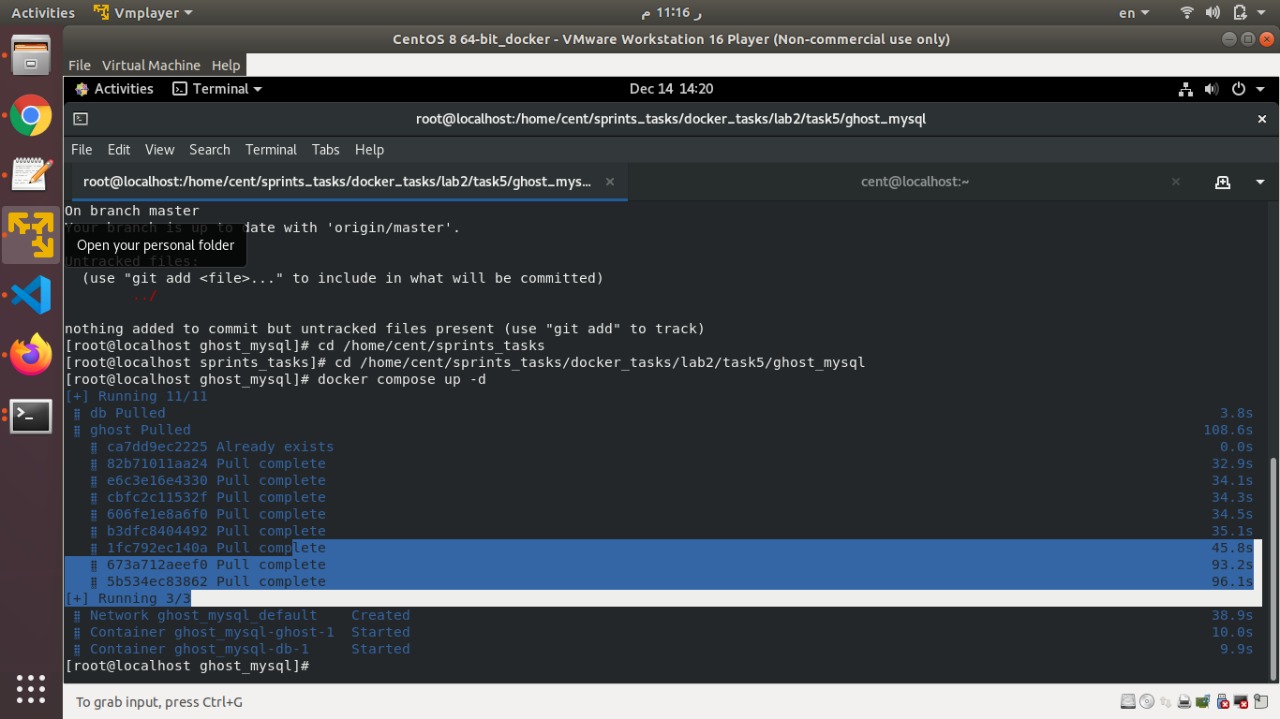 Activities Vmplayer ر 11:16 م en
CentOS 8 64-bit_docker - VMware Workstation 16 Player (Non-commercial use only)
File Virtual Machine Help
Activities Terminal Dec 14 14:20
root@localhost:/home/cent/sprints_tasks/docker_tasks/lab2/task5/ghost_mysql
File Edit View Search Terminal Tabs Help
root@localhost:/home/cent/sprints_tasks/docker_tasks/lab2/task5/ghost_mys... cent@localhost:~
On branch master
Your branch is up to date with 'origin/master'.
Open your personal folder
Untracked files:
(use "git add <file>..." to include in what will be committed)
../
nothing added to commit but untracked files present (use "git add" to track)
[root@localhost ghost_mysql]# cd /home/cent/sprints_tasks
[root@localhost sprints_tasks]# cd /home/cent/sprints_tasks/docker_tasks/lab2/task5/ghost_mysql
[root@localhost ghost_mysql]# docker compose up -d
[+] Running 11/11
⠿ db Pulled 3.8s
⠿ ghost Pulled 108.6s
⠿ ca7dd9ec2225 Already exists 0.0s
⠿ 82b71011aa24 Pull complete 32.9s
⠿ e6c3e16e4330 Pull complete 34.1s
⠿ cbfc2c11532f Pull complete 34.3s
⠿ 606fe1e8a6f0 Pull complete 34.5s
⠿ b3dfc8404492 Pull complete 35.1s
⠿ 1fc792ec140a Pull complete 45.8s
⠿ 673a712aeef0 Pull complete 93.2s
⠿ 5b534ec83862 Pull complete 96.1s
[+] Running 3/3
⠿ Network ghost_mysql_default Created 38.9s
⠿ Container ghost_mysql-ghost-1 Started 10.0s
⠿ Container ghost_mysql-db-1 Started 9.9s
[root@localhost ghost_mysql]#
To grab input, press Ctrl+G